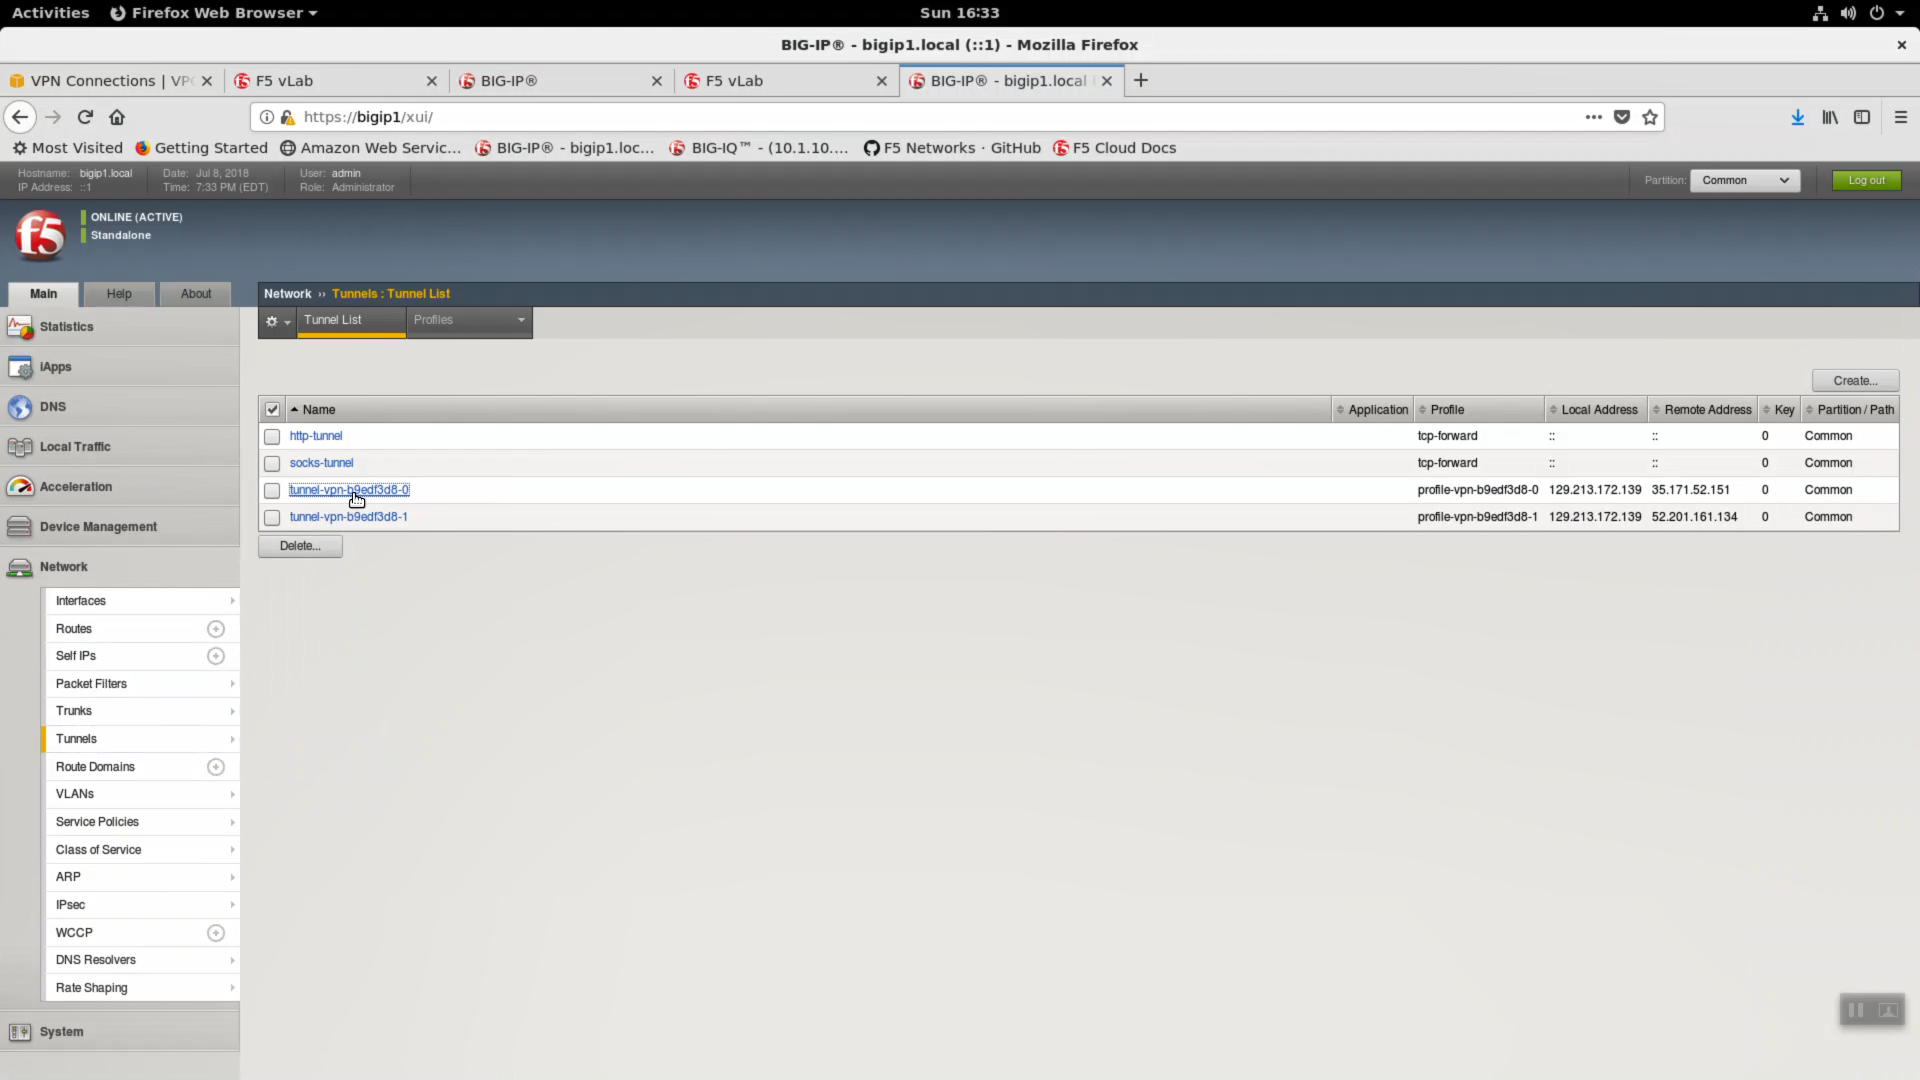 Activities Firefox Web Browser Sun 16:33
BIG-IP® - bigip1.local (::1) - Mozilla Firefox
VPN Connections | VPC F5 vLab BIG-IP® F5 vLab BIG-IP® - bigip1.local
https://bigip1/xui/
Most Visited Getting Started Amazon Web Servic... BIG-IP® - bigip1.loc... BIG-IQ™ - (10.1.10.... F5 Networks · GitHub F5 Cloud Docs
Hostname: bigip1.local Date: Jul 8, 2018 User: admin
IP Address: ::1 Time: 7:33 PM (EDT) Role: Administrator
Partition: Common Log out
f5
ONLINE (ACTIVE)
Standalone
Main Help About
Network ›› Tunnels : Tunnel List
Tunnel List Profiles
Create...
Name Application Profile Local Address Remote Address Key Partition / Path
http-tunnel tcp-forward :: :: 0 Common
socks-tunnel tcp-forward :: :: 0 Common
tunnel-vpn-b9edf3d8-0 profile-vpn-b9edf3d8-0 129.213.172.139 35.171.52.151 0 Common
tunnel-vpn-b9edf3d8-1 profile-vpn-b9edf3d8-1 129.213.172.139 52.201.161.134 0 Common
Delete...
Statistics
iApps
DNS
Local Traffic
Acceleration
Device Management
Network
Interfaces
Routes
Self IPs
Packet Filters
Trunks
Tunnels
Route Domains
VLANs
Service Policies
Class of Service
ARP
IPsec
WCCP
DNS Resolvers
Rate Shaping
System